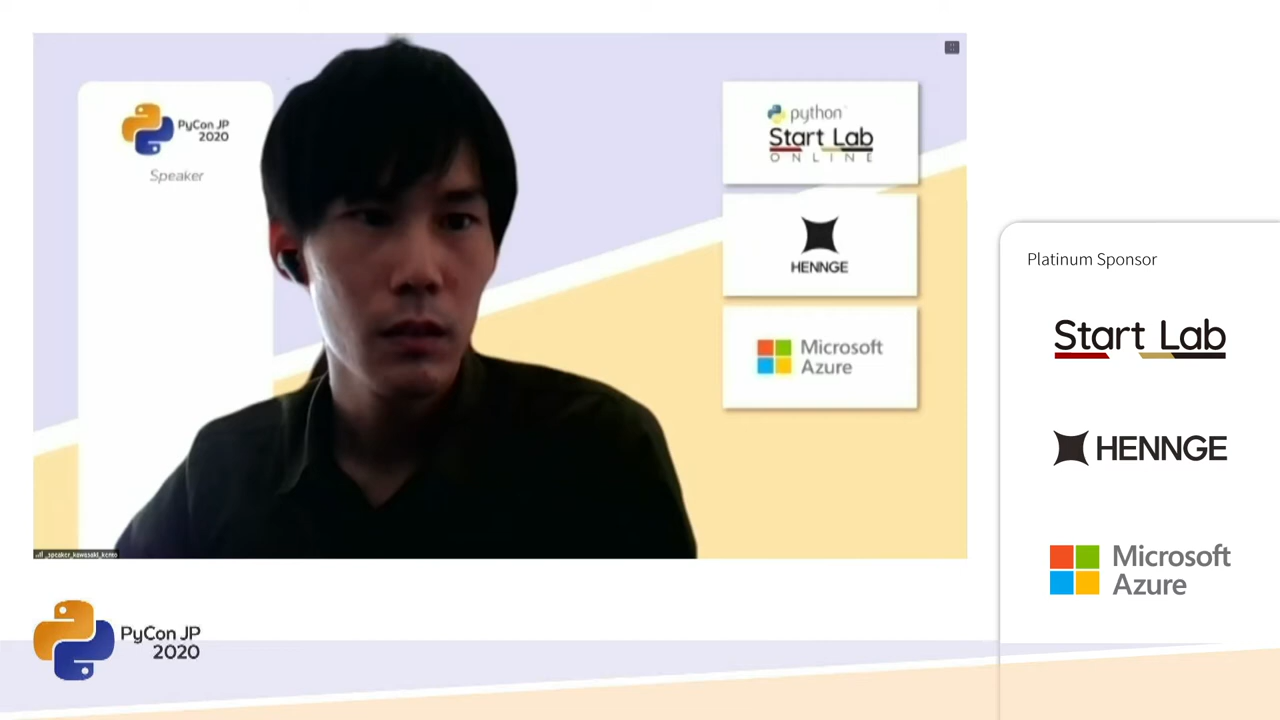 PyCon JP
2020
Speaker
python
Start Lab
ONLINE
HENNGE
Microsoft
Azure
_speaker_kawasaki_kento
Platinum Sponsor
Start Lab
HENNGE
Microsoft
Azure
PyCon JP
2020